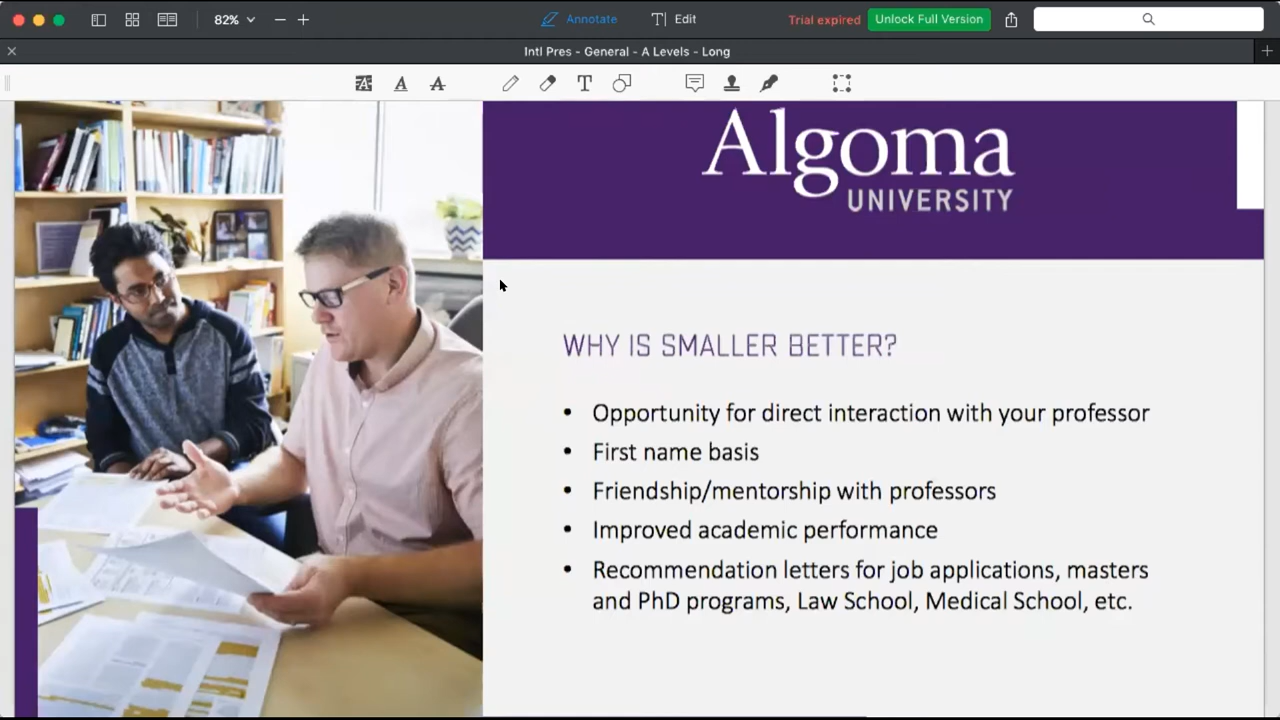 82%
Annotate
Edit
Trial expired
Unlock Full Version
Intl Pres - General - A Levels - Long
Algoma
UNIVERSITY
WHY IS SMALLER BETTER?
• Opportunity for direct interaction with your professor
• First name basis
• Friendship/mentorship with professors
• Improved academic performance
• Recommendation letters for job applications, masters
and PhD programs, Law School, Medical School, etc.